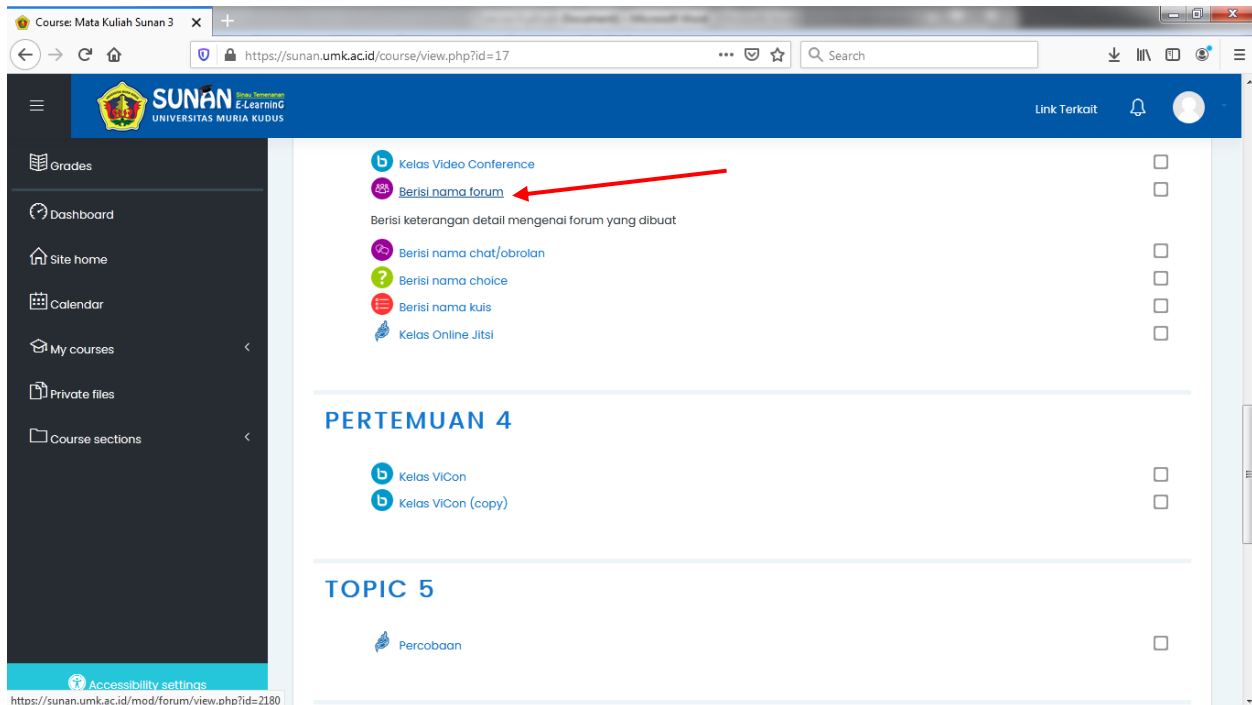 Course: Mata Kuliah Sunan 3
https://sunan.umk.ac.id/course/view.php?id=17
Search
SUNAN Sinau Temenanan E-Learning
UNIVERSITAS MURIA KUDUS
Link Terkait
Grades
Dashboard
Site home
Calendar
My courses
Private files
Course sections
Accessibility settings
https://sunan.umk.ac.id/mod/forum/view.php?id=2180
Kelas Video Conference
Berisi nama forum
Berisi keterangan detail mengenai forum yang dibuat
Berisi nama chat/obrolan
Berisi nama choice
Berisi nama kuis
Kelas Online Jitsi
PERTEMUAN 4
Kelas ViCon
Kelas ViCon (copy)
TOPIC 5
Percobaan